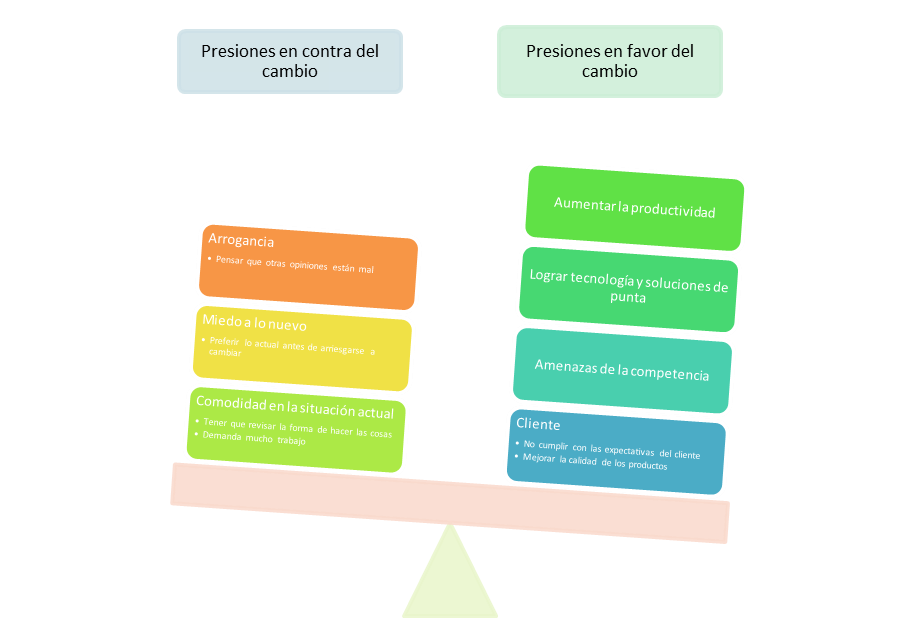 Presiones en contra del
cambio
Presiones en favor del
cambio
Arrogancia
• Pensar que otras opiniones están mal
Miedo a lo nuevo
• Preferir lo actual antes de arriesgarse a
cambiar
Comodidad en la situación actual
• Tener que revisar la forma de hacer las cosas
• Demanda mucho trabajo
Aumentar la productividad
Lograr tecnología y soluciones de
punta
Amenazas de la competencia
Cliente
• No cumplir con las expectativas del cliente
• Mejorar la calidad de los productos